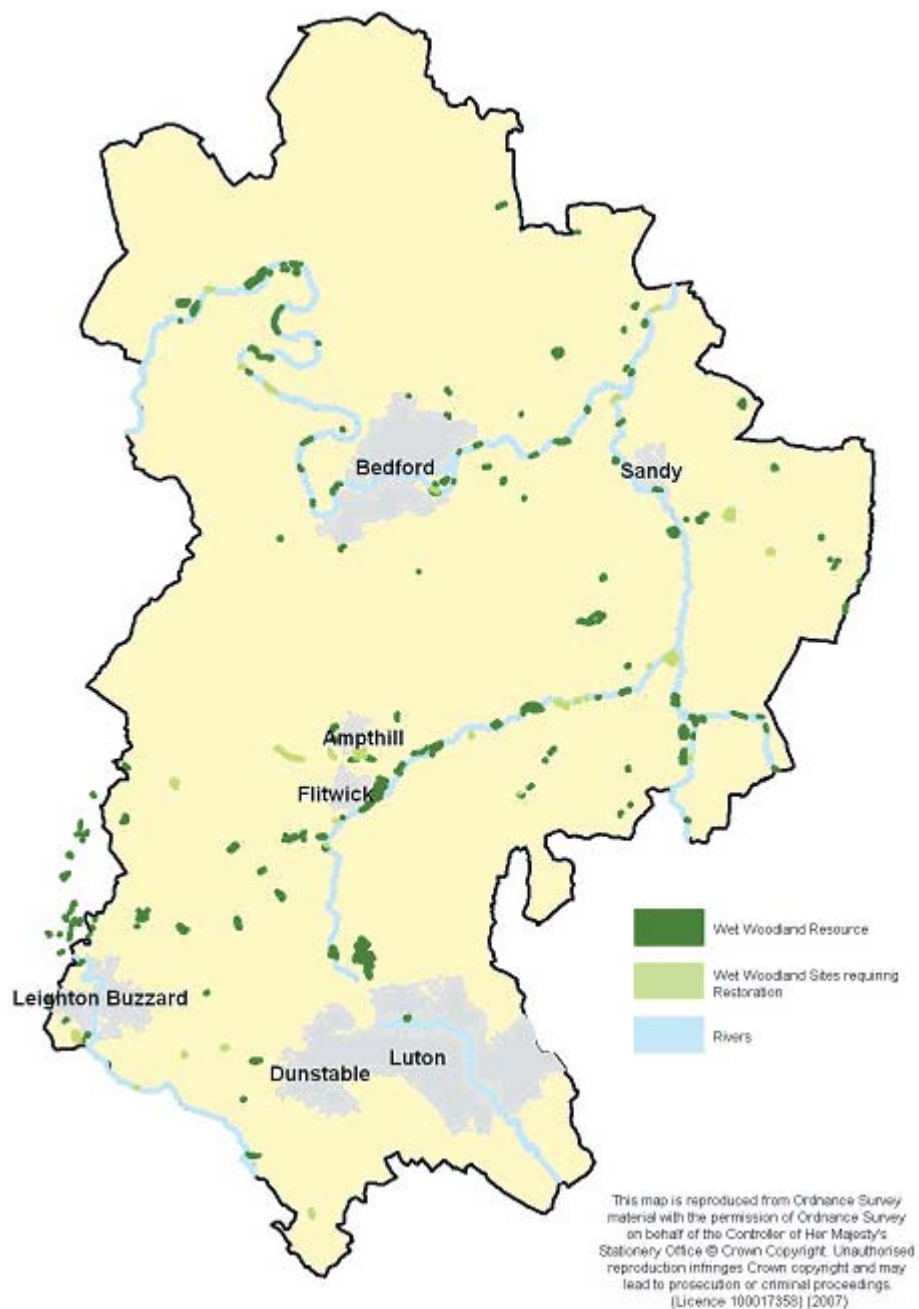 Bedford
Sandy
Ampthill
Flitwick
Wet Woodland Resource
Wet Woodland Sites requiring
Restoration
Leighton Buzzard
Rivers
Dunstable
Luton
This map is reproduced from Ordnance Survey
material with the permission of Ordnance Survey
on behalf of the Controller of Her Majesty's
Stationery Office © Crown Copyright. Unauthorised
reproduction infringes Crown copyright and may
lead to prosecution or criminal proceedings.
[Licence 100017358] (2007)